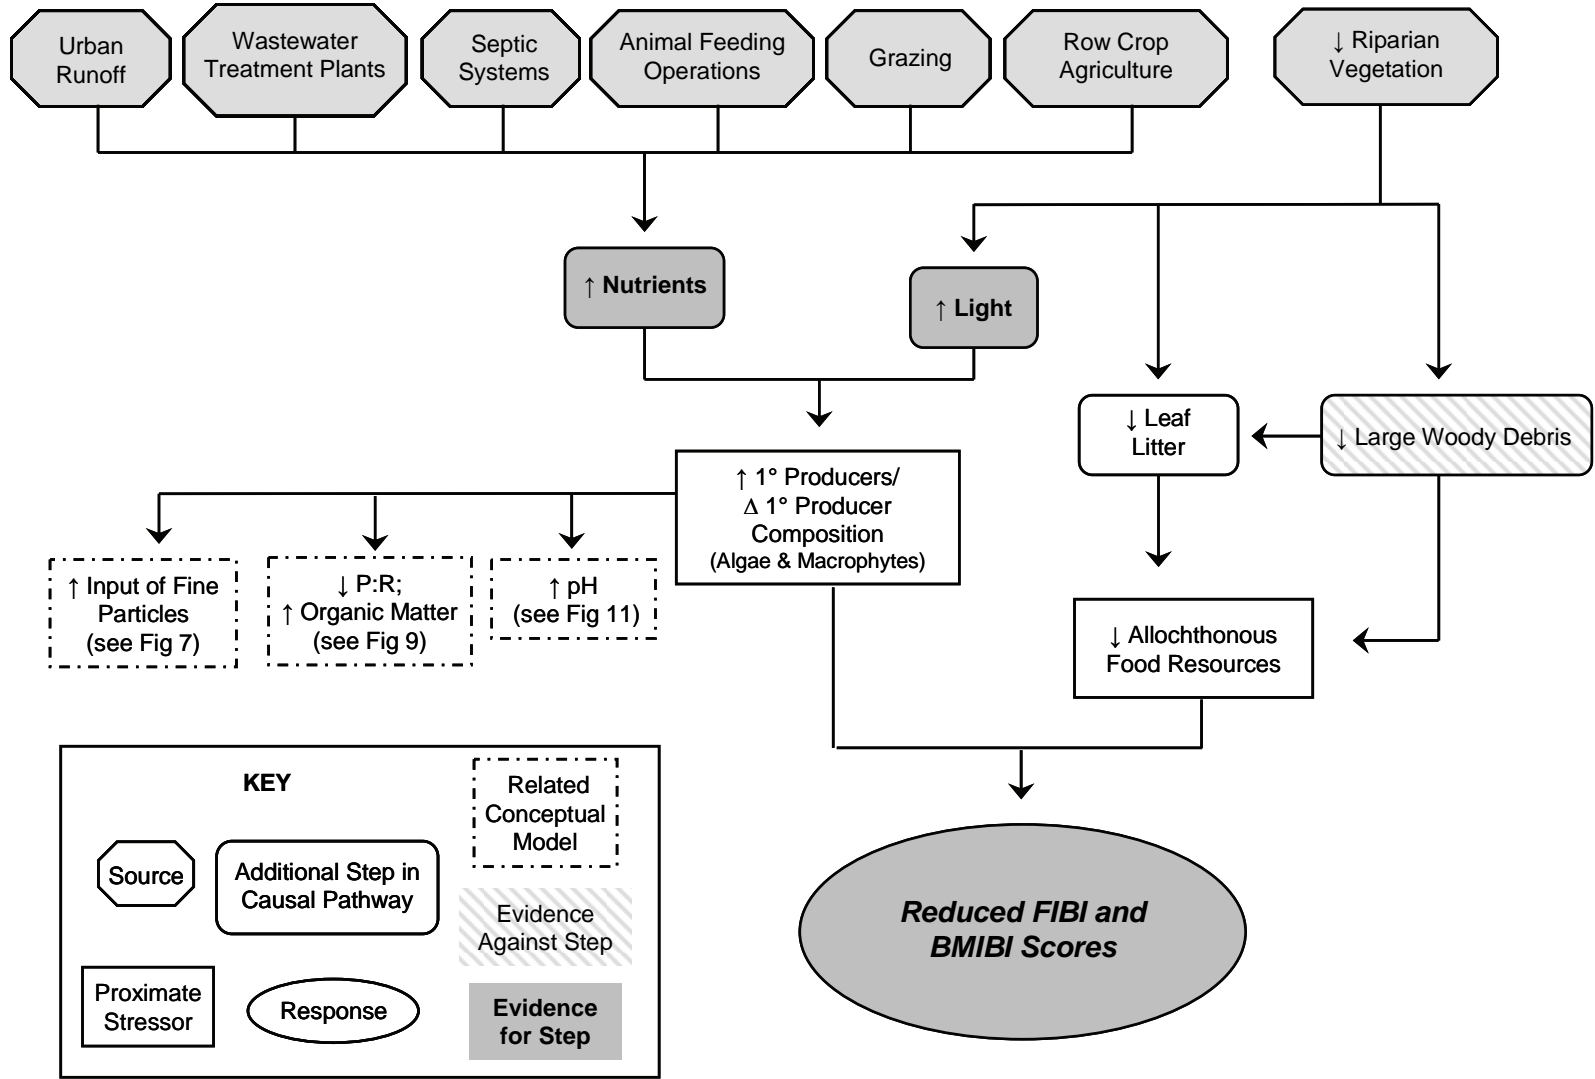 Urban
Runoff
Wastewater
Treatment Plants
Septic
Systems
Animal Feeding
Operations
Grazing
Row Crop
Agriculture
↓ Riparian
Vegetation
↑ Nutrients
↑ Light
↓ Leaf
Litter
↓ Large Woody Debris
↑ 1° Producers/
Δ 1° Producer
Composition
(Algae & Macrophytes)
↑ Input of Fine
Particles
(see Fig 7)
↓ P:R;
↑ Organic Matter
(see Fig 9)
↑ pH
(see Fig 11)
↓ Allochthonous
Food Resources
KEY
Related
Conceptual
Model
Source
Additional Step in
Causal Pathway
Evidence
Against Step
Proximate
Stressor
Response
Evidence
for Step
Reduced FIBI and
BMIBI Scores